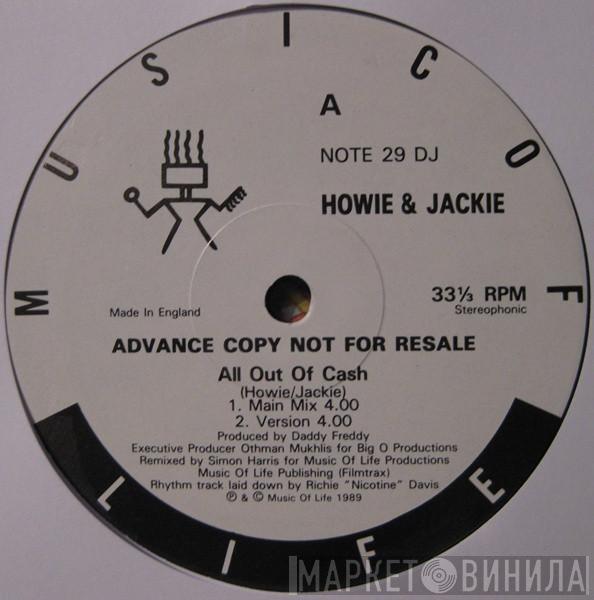 MUSIC OF
LIFE
A
NOTE 29 DJ
HOWIE & JACKIE
33⅓ RPM
Stereophonic
Made In England
ADVANCE COPY NOT FOR RESALE
All Out Of Cash
(Howie/Jackie)
1. Main Mix 4.00
2. Version 4.00
Produced by Daddy Freddy
Executive Producer Othman Mukhlis for Big O Productions
Remixed by Simon Harris for Music Of Life Productions
Music Of Life Publishing (Filmtrax)
Rhythm track laid down by Richie "Nicotine" Davis
℗ & © Music Of Life 1989
МАРКЕТ ВИНИЛА